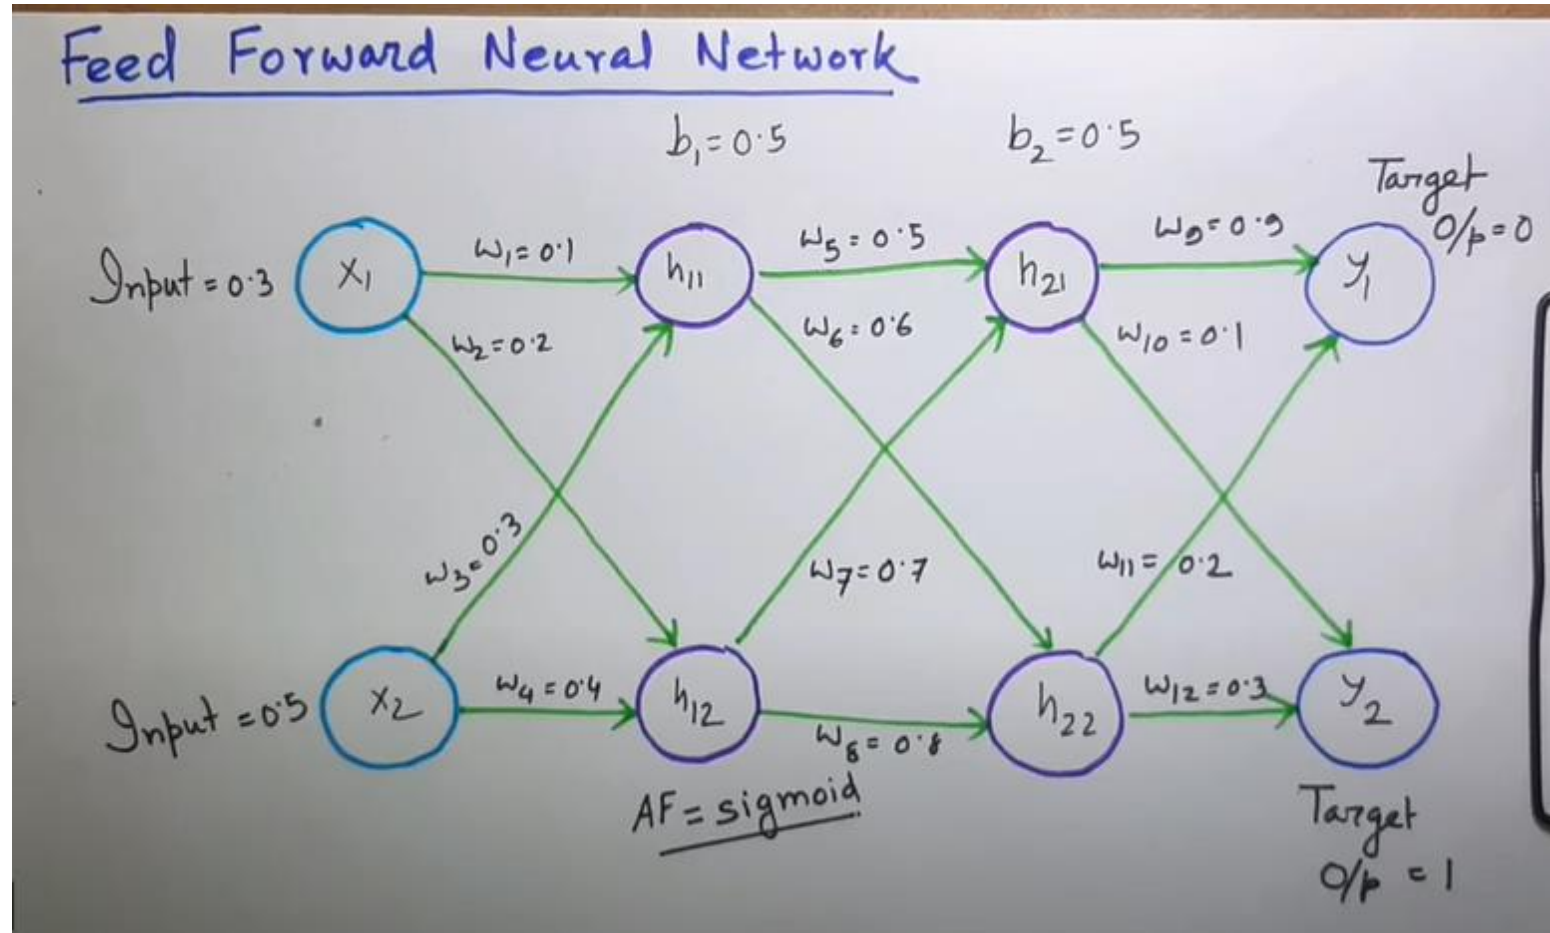 Feed Forward Neural Network
b₁=0.5
b₂=0.5
Target
O/p=0
Input=0.3
x₁
w₁=0.1
h₁₁
w₅=0.5
h₂₁
w₉=0.9
y₁
w₂=0.2
w₆=0.6
w₁₀=0.1
w₃=0.3
w₇=0.7
w₁₁=0.2
Input=0.5
x₂
w₄=0.4
h₁₂
w₈=0.8
h₂₂
w₁₂=0.3
y₂
AF=sigmoid
Target
O/p=1